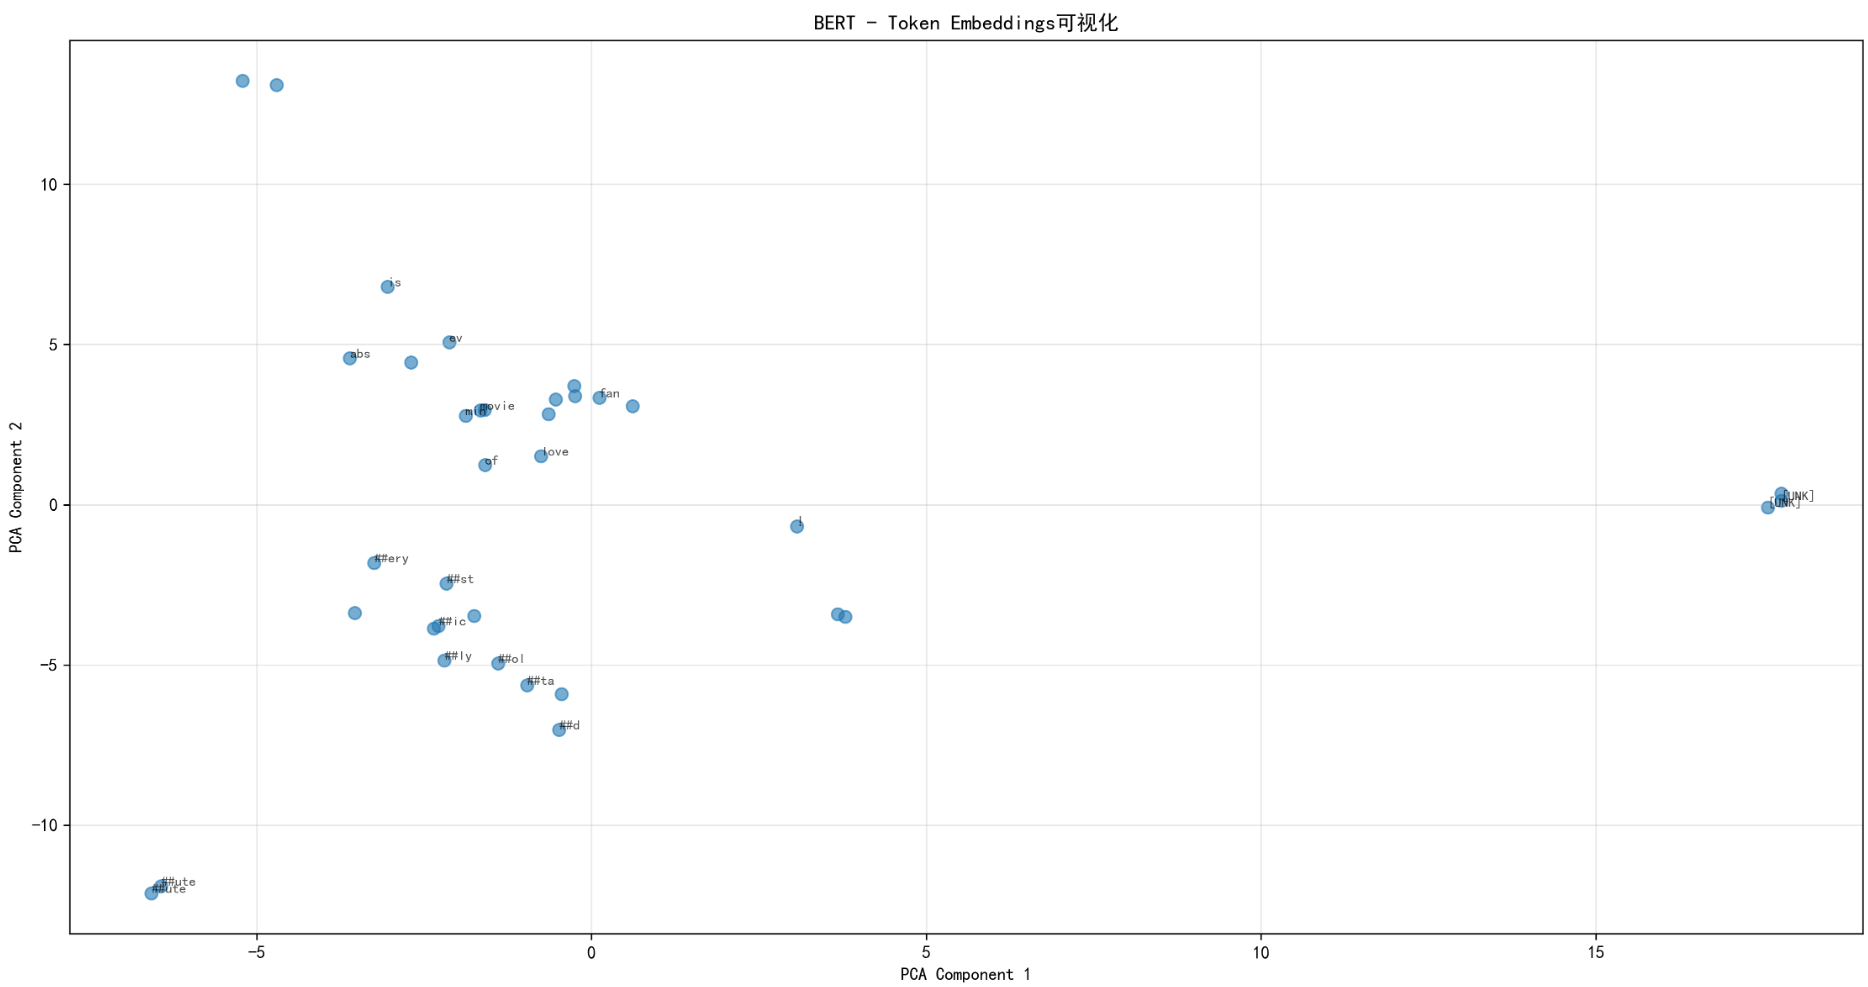 BERT - Token Embeddings可视化
10
5
0
−5
−10
PCA Component 2
is
ev
abs
fan
movie
love
of
[UNK]
[UNK]
!
##ery
##st
##ic
##ly
##ol
##ta
##d
##ute
##ute
−5
0
5
10
15
PCA Component 1